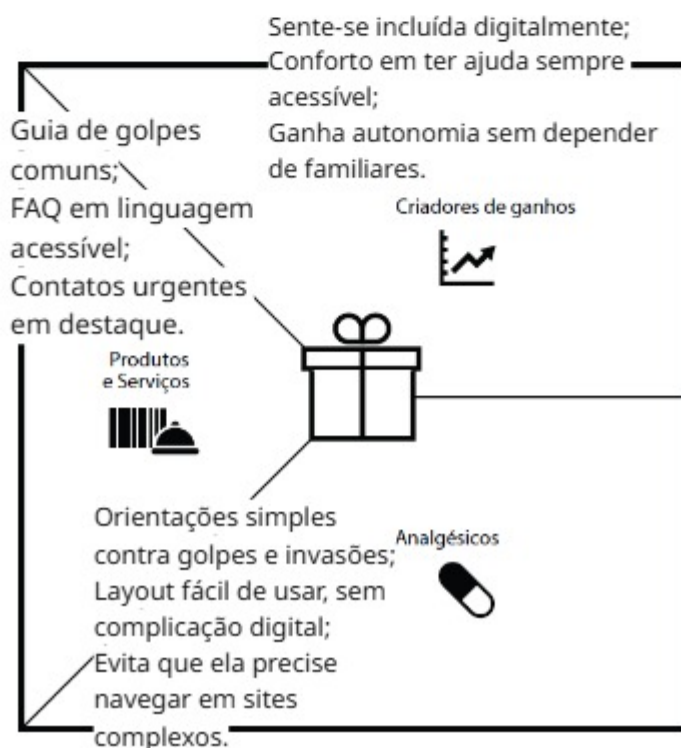 Sente-se incluída digitalmente;
Conforto em ter ajuda sempre
acessível;
Ganha autonomia sem depender
de familiares.
Guia de golpes
comuns;
FAQ em linguagem
acessível;
Contatos urgentes
em destaque.
Criadores de ganhos
Produtos
e Serviços
Orientações simples
contra golpes e invasões;
Layout fácil de usar, sem
complicação digital;
Evita que ela precise
navegar em sites
complexos.
Analgésicos